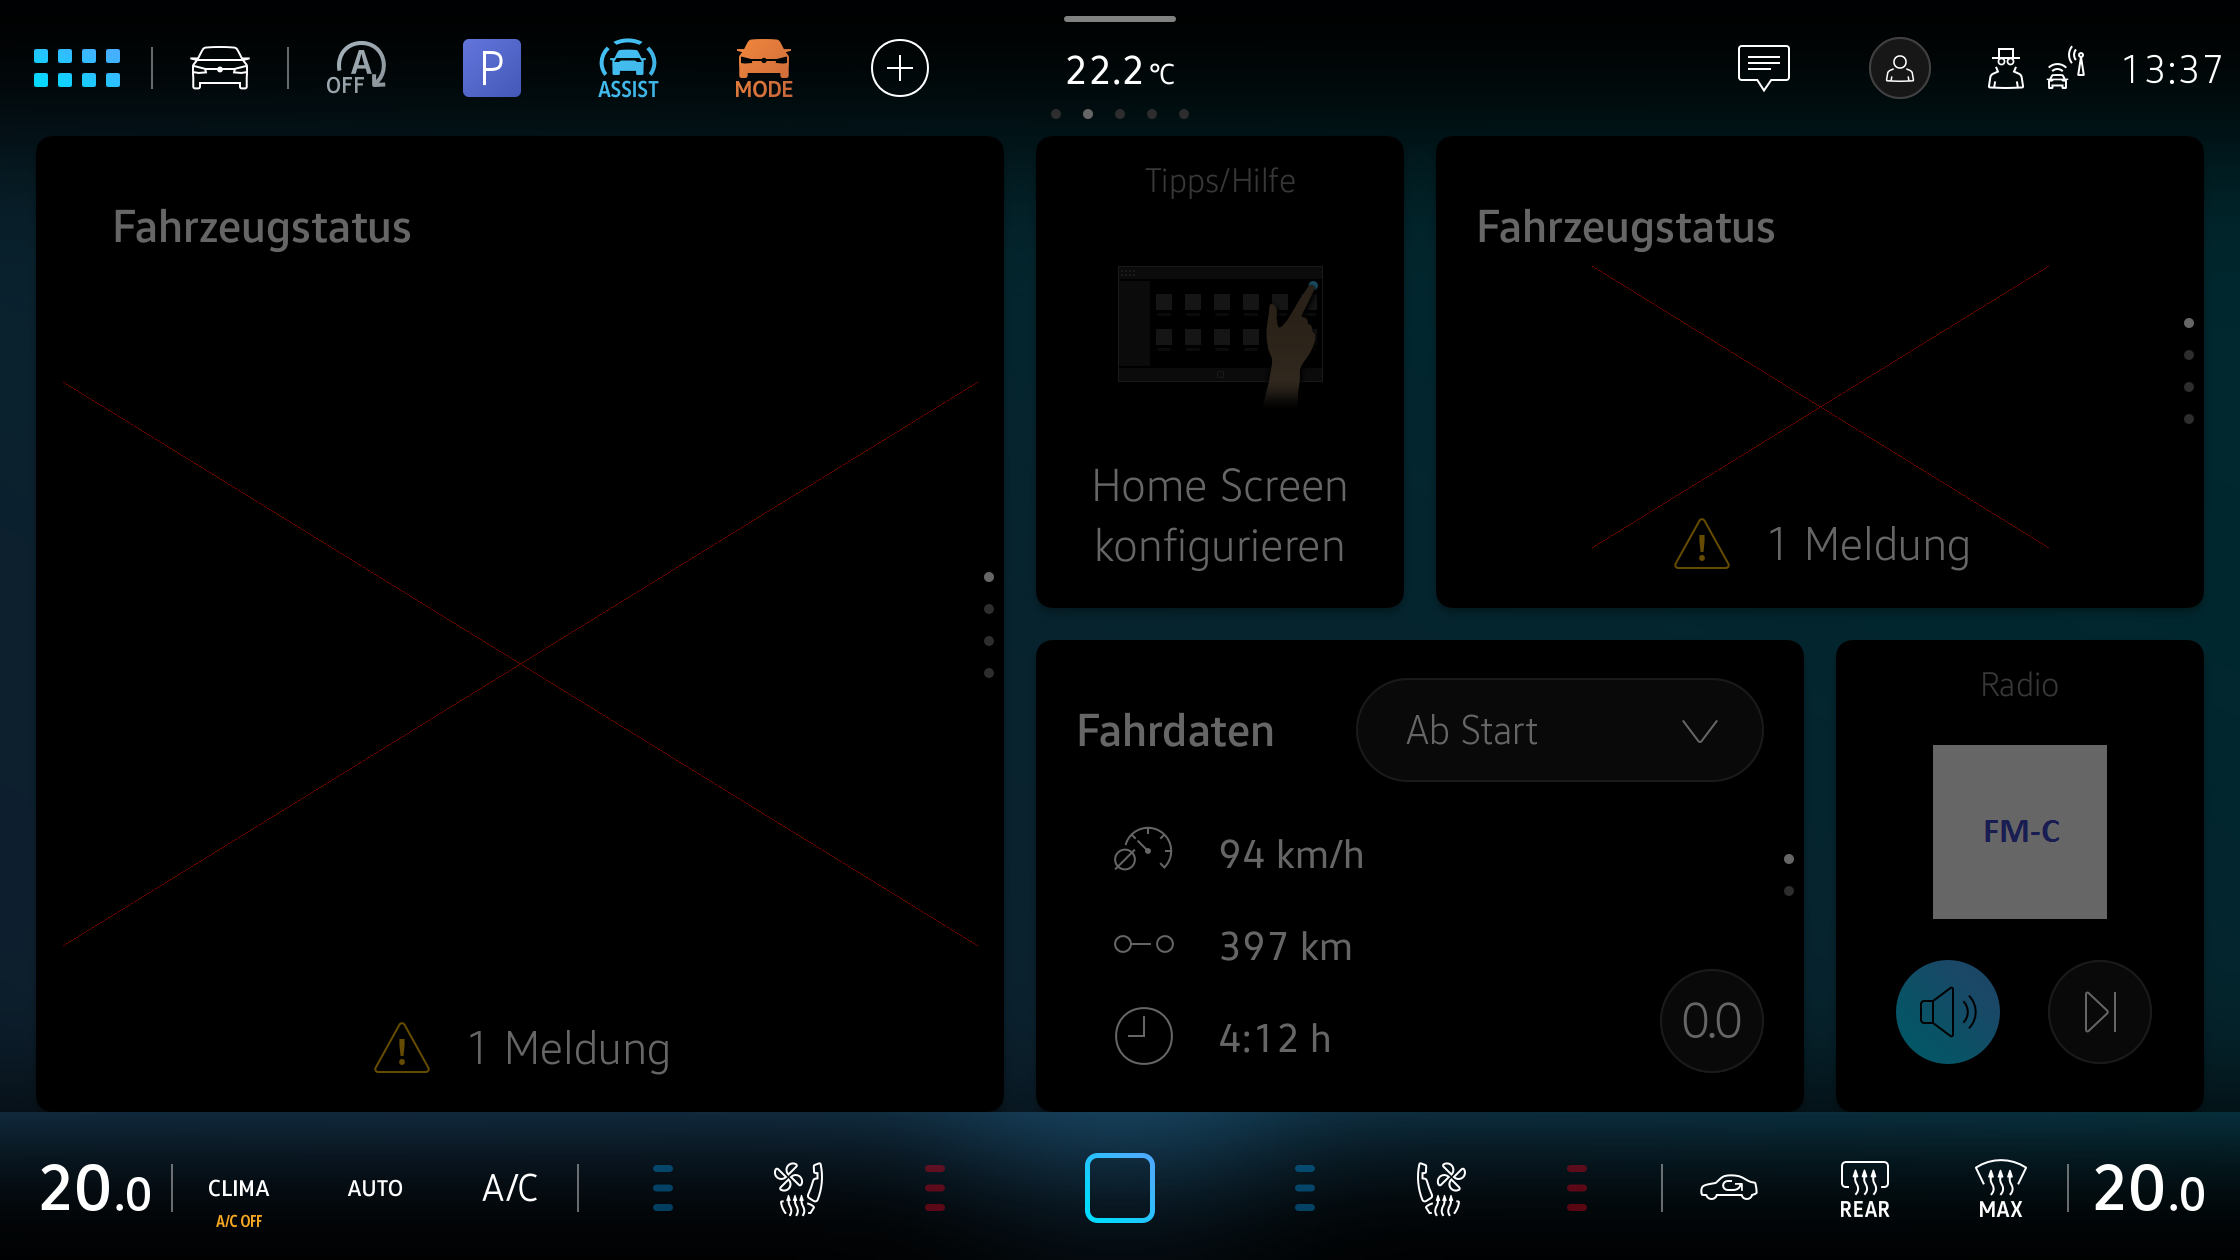 A
OFF
P
ASSIST
MODE
22.2 °C
13:37
Fahrzeugstatus
1 Meldung
Tipps/Hilfe
Home Screen
konfigurieren
Fahrzeugstatus
1 Meldung
Fahrdaten
Ab Start
94 km/h
397 km
4:12 h
0.0
Radio
FM-C
20.0
CLIMA
A/C OFF
AUTO
A/C
REAR
MAX
20.0